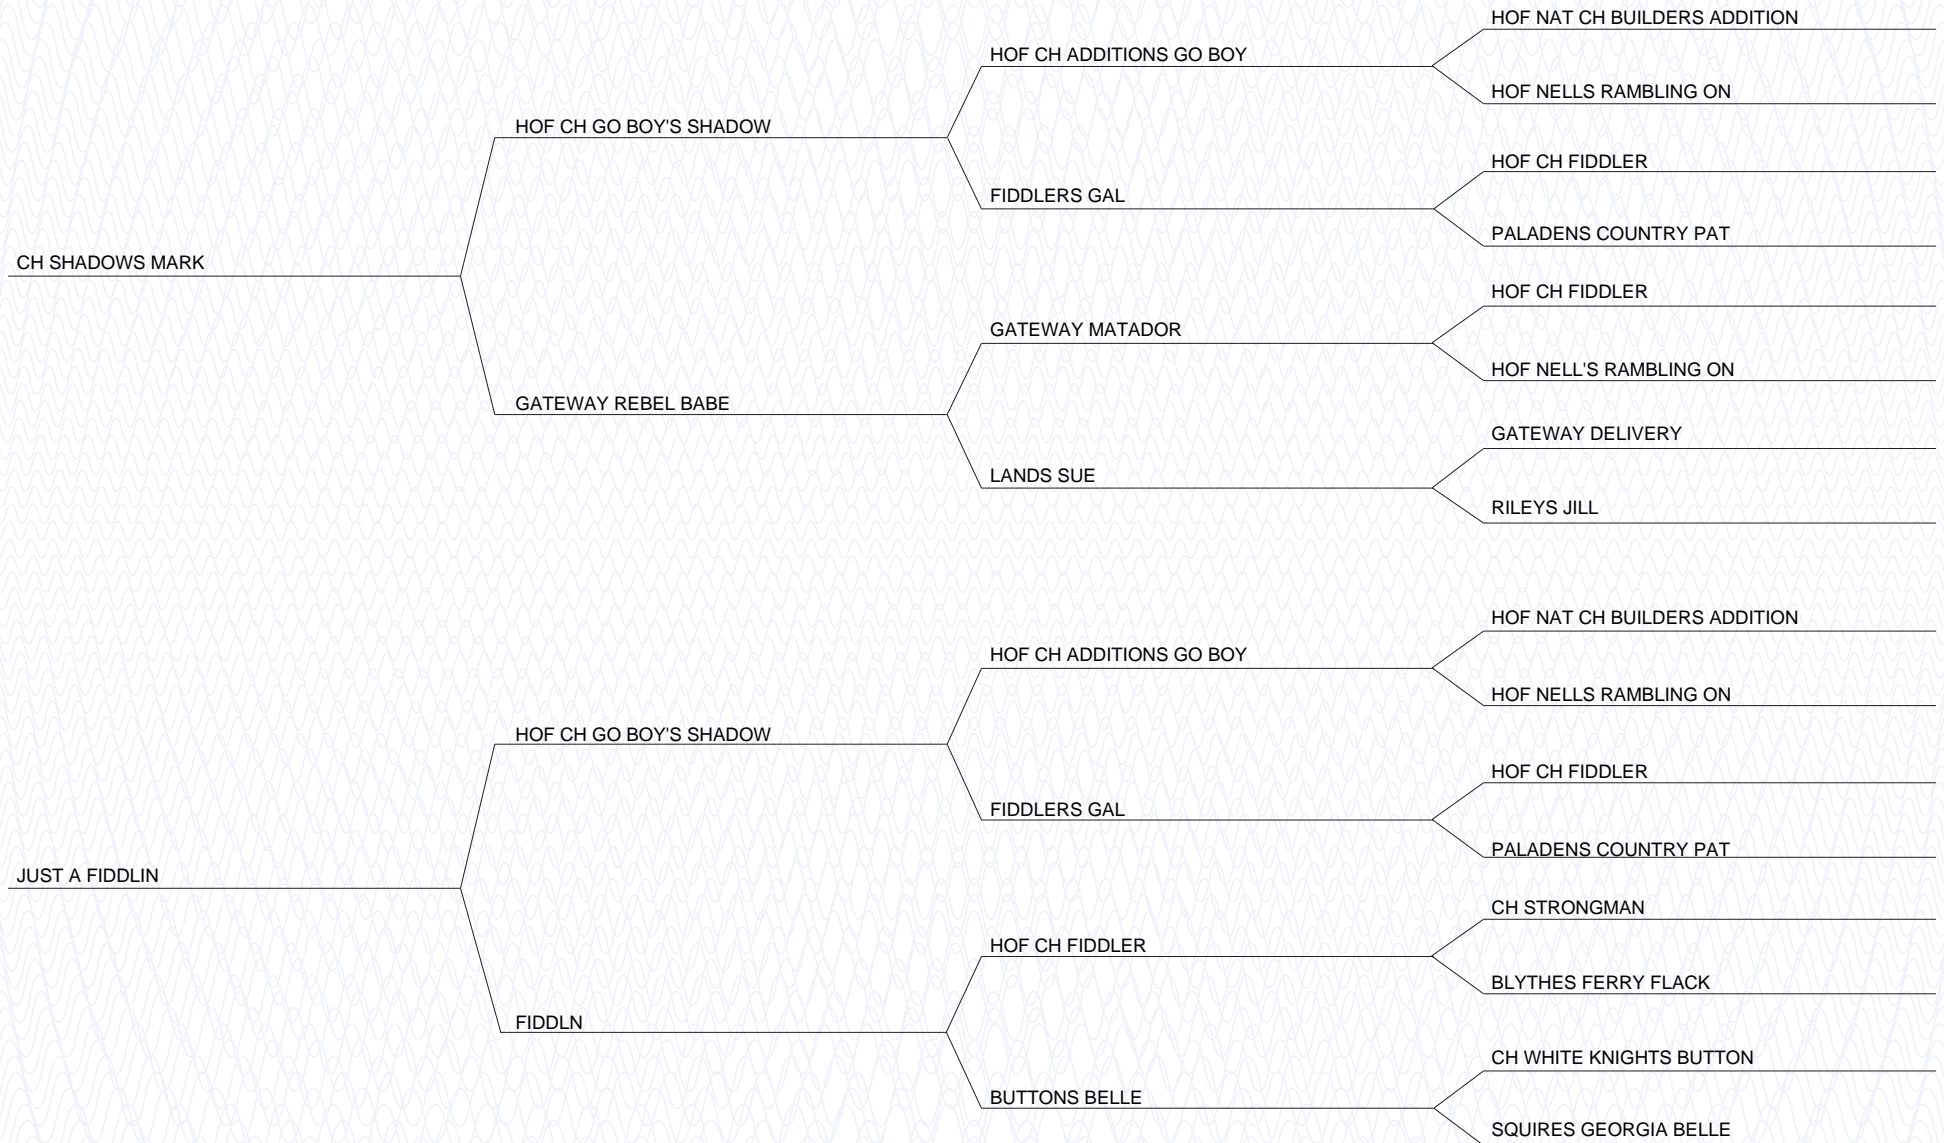 HOF NAT CH BUILDERS ADDITION
HOF CH ADDITIONS GO BOY
HOF NELLS RAMBLING ON
HOF CH GO BOY'S SHADOW
HOF CH FIDDLER
FIDDLERS GAL
PALADENS COUNTRY PAT
CH SHADOWS MARK
HOF CH FIDDLER
GATEWAY MATADOR
HOF NELL'S RAMBLING ON
GATEWAY REBEL BABE
GATEWAY DELIVERY
LANDS SUE
RILEYS JILL
HOF NAT CH BUILDERS ADDITION
HOF CH ADDITIONS GO BOY
HOF NELLS RAMBLING ON
HOF CH GO BOY'S SHADOW
HOF CH FIDDLER
FIDDLERS GAL
PALADENS COUNTRY PAT
JUST A FIDDLIN
CH STRONGMAN
HOF CH FIDDLER
BLYTHES FERRY FLACK
FIDDLN
CH WHITE KNIGHTS BUTTON
BUTTONS BELLE
SQUIRES GEORGIA BELLE